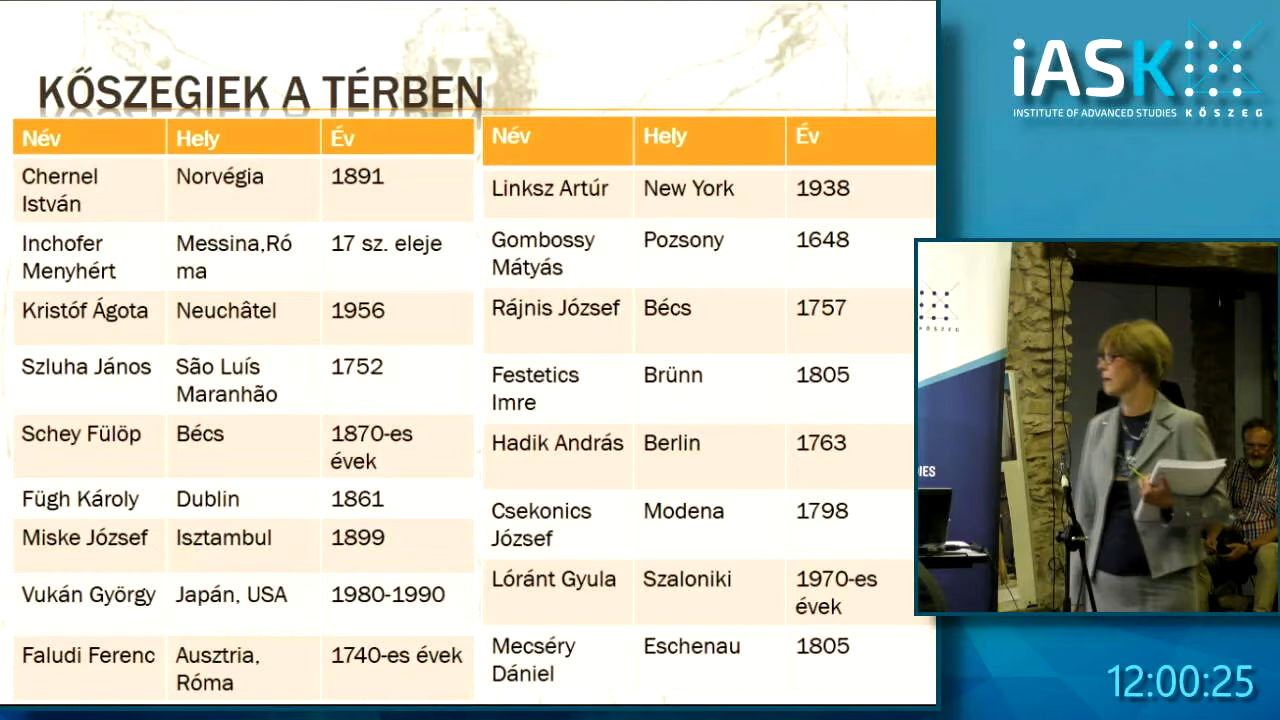 KŐSZEGIEK A TÉRBEN
Név Hely Év
Chernel Norvégia 1891
István
Inchofer Messina,Ró 17 sz. eleje
Menyhért ma
Kristóf Ágota Neuchâtel 1956
Szluha János São Luís 1752
Maranhão
Schey Fülöp Bécs 1870-es
évek
Fügh Károly Dublin 1861
Miske József Isztambul 1899
Vukán György Japán, USA 1980-1990
Faludi Ferenc Ausztria, 1740-es évek
Róma
Név Hely Év
Linksz Artúr New York 1938
Gombossy Pozsony 1648
Mátyás
Rájnis József Bécs 1757
Festetics Brünn 1805
Imre
Hadik András Berlin 1763
Csekonics Modena 1798
József
Lóránt Gyula Szaloniki 1970-es
évek
Mecséry Eschenau 1805
Dániel
iASK
INSTITUTE OF ADVANCED STUDIES KŐSZEG
KŐSZEG
12:00:25